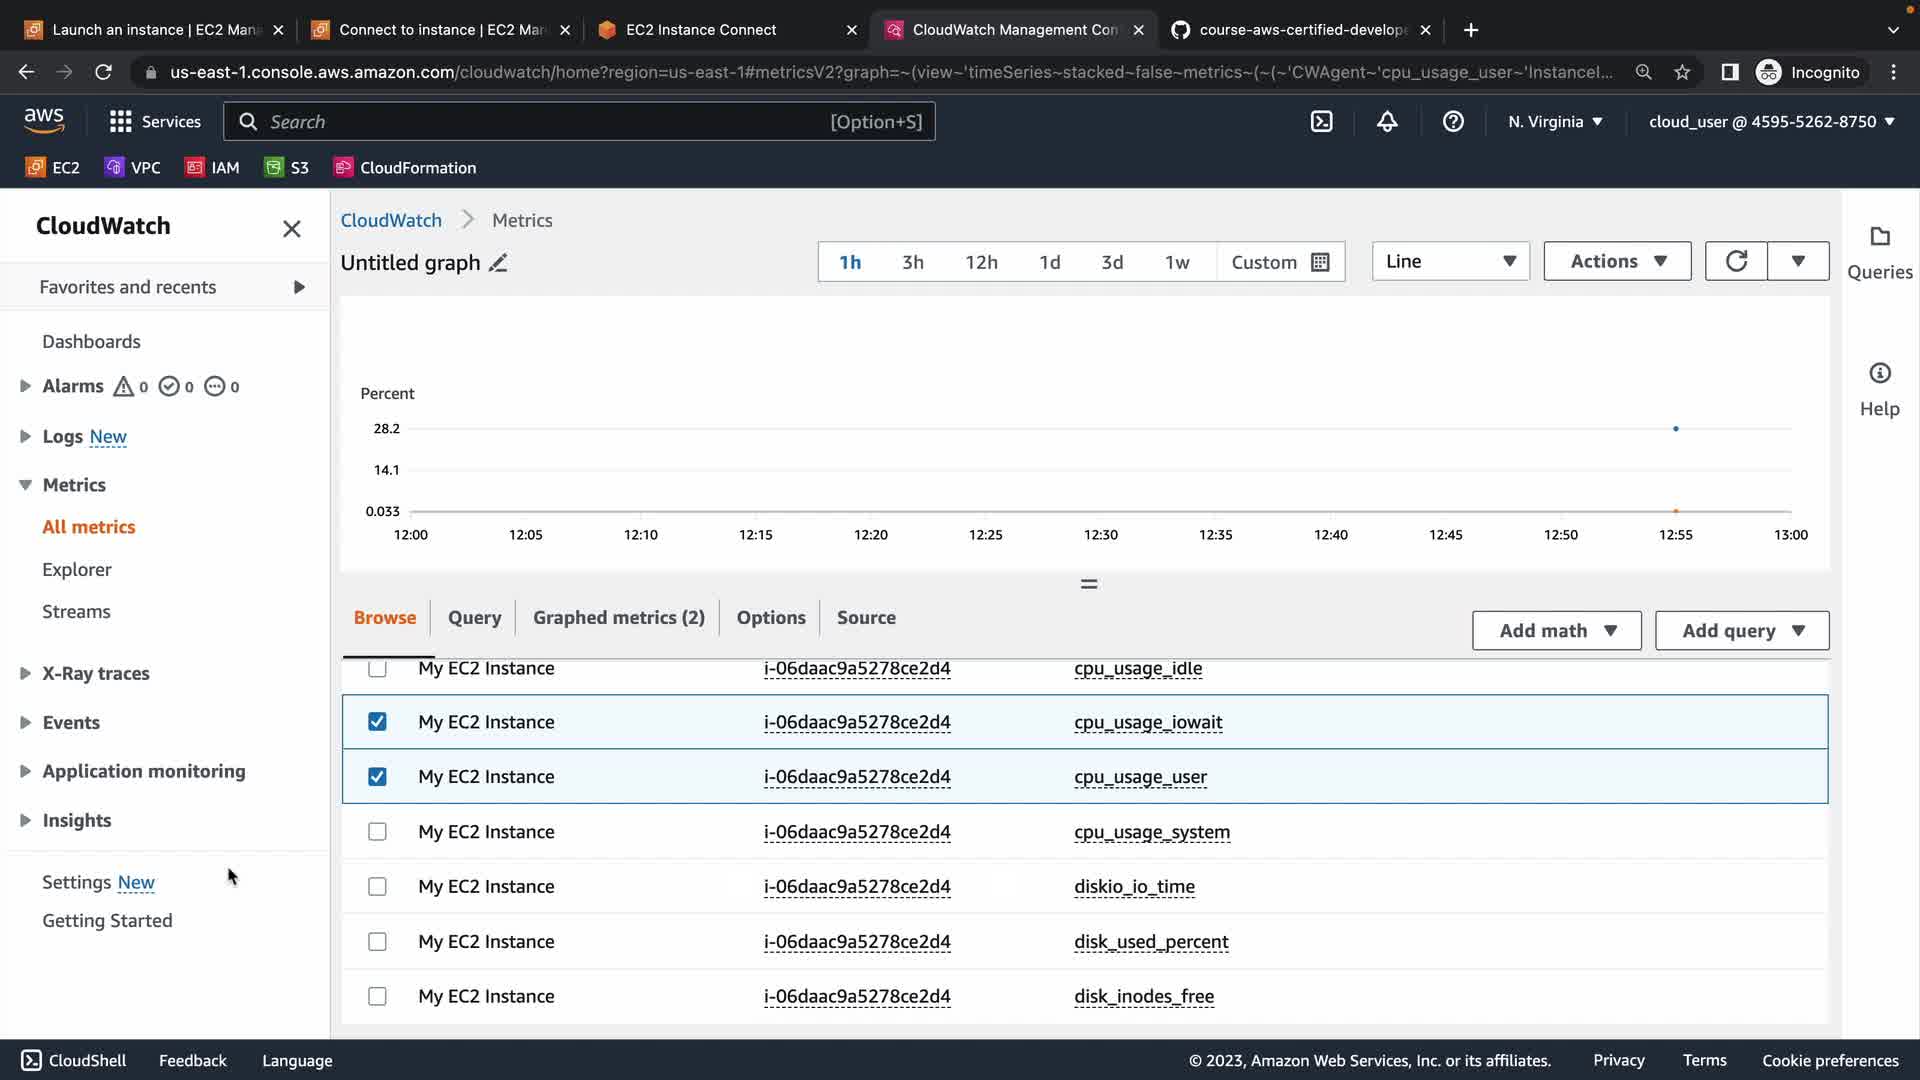 Launch an instance | EC2 Mana
Connect to instance | EC2 Man
EC2 Instance Connect
CloudWatch Management Con
course-aws-certified-develope
us-east-1.console.aws.amazon.com/cloudwatch/home?region=us-east-1#metricsV2?graph=~(view~'timeSeries~stacked~false~metrics~(~(~'CWAgent~'cpu_usage_user~'InstanceI...
Incognito
aws
Services
Search
[Option+S]
N. Virginia
cloud_user @ 4595-5262-8750
EC2
VPC
IAM
S3
CloudFormation
CloudWatch
Favorites and recents
Dashboards
Alarms 0 0 0
Logs New
Metrics
All metrics
Explorer
Streams
X-Ray traces
Events
Application monitoring
Insights
Settings New
Getting Started
CloudWatch Metrics
Untitled graph
1h 3h 12h 1d 3d 1w Custom
Line
Actions
Queries
Help
Percent
28.2
14.1
0.033
12:00 12:05 12:10 12:15 12:20 12:25 12:30 12:35 12:40 12:45 12:50 12:55 13:00
Browse Query Graphed metrics (2) Options Source
Add math
Add query
My EC2 Instance i-06daac9a5278ce2d4 cpu_usage_idle
My EC2 Instance i-06daac9a5278ce2d4 cpu_usage_iowait
My EC2 Instance i-06daac9a5278ce2d4 cpu_usage_user
My EC2 Instance i-06daac9a5278ce2d4 cpu_usage_system
My EC2 Instance i-06daac9a5278ce2d4 diskio_io_time
My EC2 Instance i-06daac9a5278ce2d4 disk_used_percent
My EC2 Instance i-06daac9a5278ce2d4 disk_inodes_free
CloudShell
Feedback
Language
© 2023, Amazon Web Services, Inc. or its affiliates.
Privacy
Terms
Cookie preferences